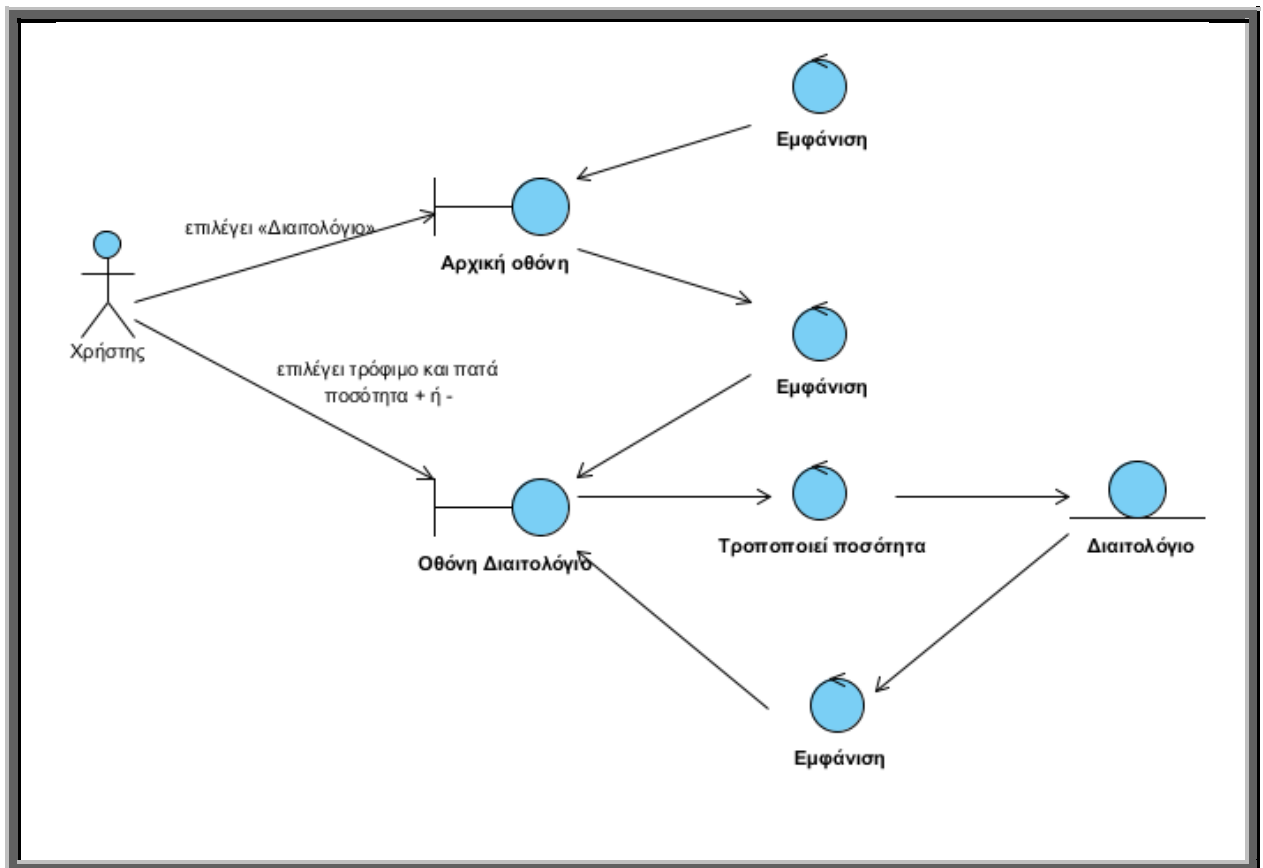 Εμφάνιση
επιλέγει «Διαιτολόγιο»
Αρχική οθόνη
Χρήστης
επιλέγει τρόφιμο και πατά
ποσότητα + ή -
Εμφάνιση
Οθόνη Διαιτολόγιο
Τροποποιεί ποσότητα
Διαιτολόγιο
Εμφάνιση